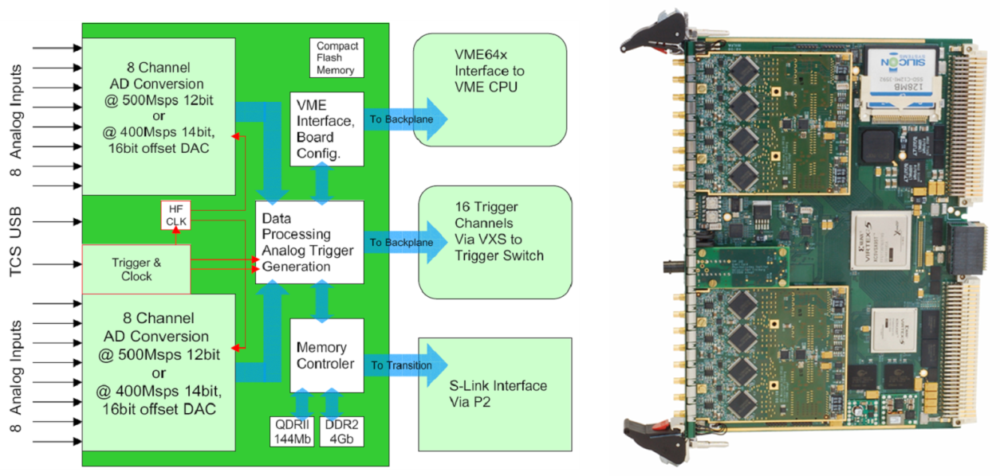 8 Analog Inputs
TCS USB
8 Analog Inputs
8 Channel
AD Conversion
@ 500Msps 12bit
or
@ 400Msps 14bit,
16bit offset DAC
HF
CLK
Trigger &
Clock
8 Channel
AD Conversion
@ 500Msps 12bit
or
@ 400Msps 14bit,
16bit offset DAC
Compact
Flash
Memory
VME
Interface,
Board
Config.
Data
Processing
Analog Trigger
Generation
Memory
Controler
QDRII
144Mb
DDR2
4Gb
To Backplane
To Backplane
To Transition
VME64x
Interface to
VME CPU
16 Trigger
Channels
Via VXS to
Trigger Switch
S-Link Interface
Via P2
SILICON
SYSTEMS
128MB
XILINX
VIRTEX-5
VIRTEX-5